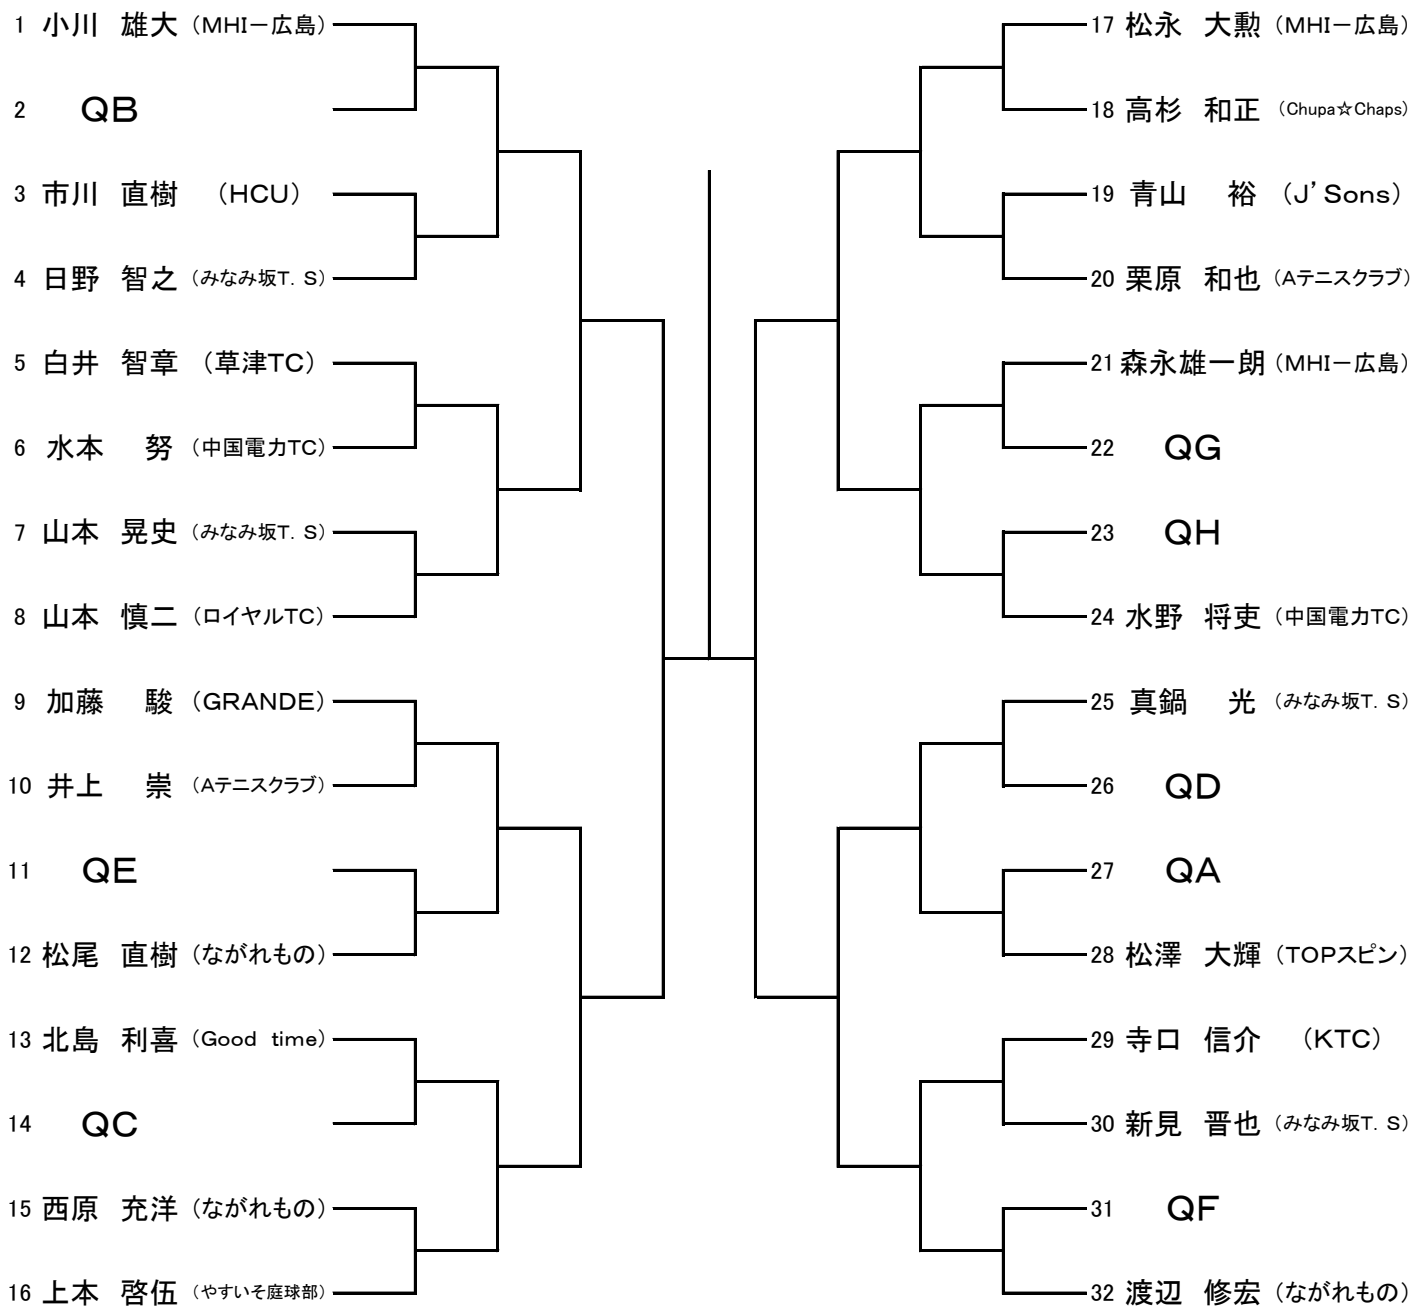 1 小川 雄大 (MHI－広島)
2 QB
3 市川 直樹 (HCU)
4 日野 智之 (みなみ坂T．S)
5 白井 智章 (草津TC)
6 水本 努 (中国電力TC)
7 山本 晃史 (みなみ坂T．S)
8 山本 慎二 (ロイヤルTC)
9 加藤 駿 (GRANDE)
10 井上 崇 (Aテニスクラブ)
11 QE
12 松尾 直樹 (ながれもの)
13 北島 利喜 (Good time)
14 QC
15 西原 充洋 (ながれもの)
16 上本 啓伍 (やすいそ庭球部)
17 松永 大勲 (MHI－広島)
18 高杉 和正 (Chupa☆Chaps)
19 青山 裕 (J'Sons)
20 栗原 和也 (Aテニスクラブ)
21 森永雄一朗 (MHI－広島)
22 QG
23 QH
24 水野 将吏 (中国電力TC)
25 真鍋 光 (みなみ坂T．S)
26 QD
27 QA
28 松澤 大輝 (TOPスピン)
29 寺口 信介 (KTC)
30 新見 晋也 (みなみ坂T．S)
31 QF
32 渡辺 修宏 (ながれもの)